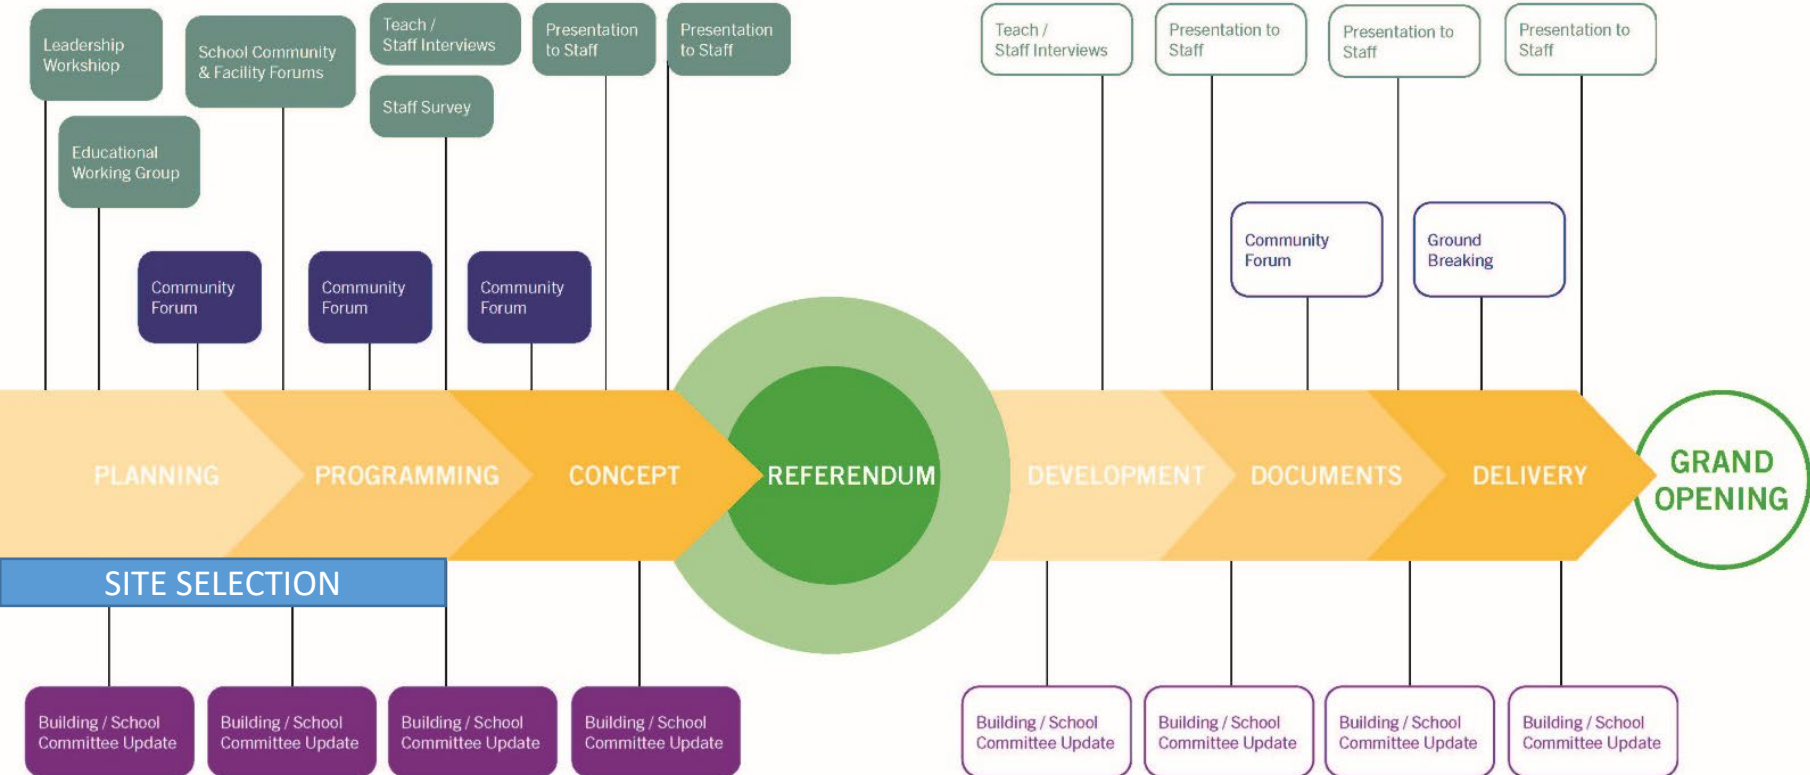 Leadership
Workshiop
Educational
Working Group
School Community
& Facility Forums
Teach /
Staff Interviews
Staff Survey
Presentation
to Staff
Presentation
to Staff
Teach /
Staff Interviews
Presentation to
Staff
Presentation to
Staff
Presentation to
Staff
Community
Forum
Community
Forum
Community
Forum
Community
Forum
Ground
Breaking
PLANNING
PROGRAMMING
CONCEPT
REFERENDUM
DEVELOPMENT
DOCUMENTS
DELIVERY
GRAND
OPENING
SITE SELECTION
Building / School
Committee Update
Building / School
Committee Update
Building / School
Committee Update
Building / School
Committee Update
Building / School
Committee Update
Building / School
Committee Update
Building / School
Committee Update
Building / School
Committee Update